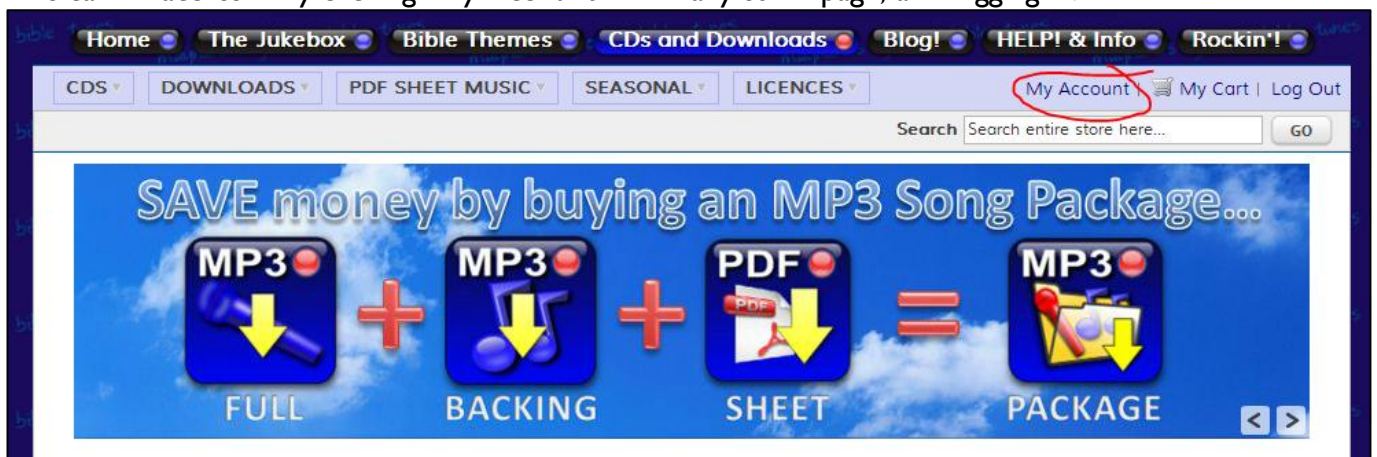 Home The Jukebox Bible Themes CDs and Downloads Blog! HELP! & Info Rockin'!
CDS DOWNLOADS PDF SHEET MUSIC SEASONAL LICENCES My Account | My Cart | Log Out
Search Search entire store here... GO
SAVE money by buying an MP3 Song Package...
MP3 + MP3 + PDF = MP3
PDF
FULL BACKING SHEET PACKAGE < >